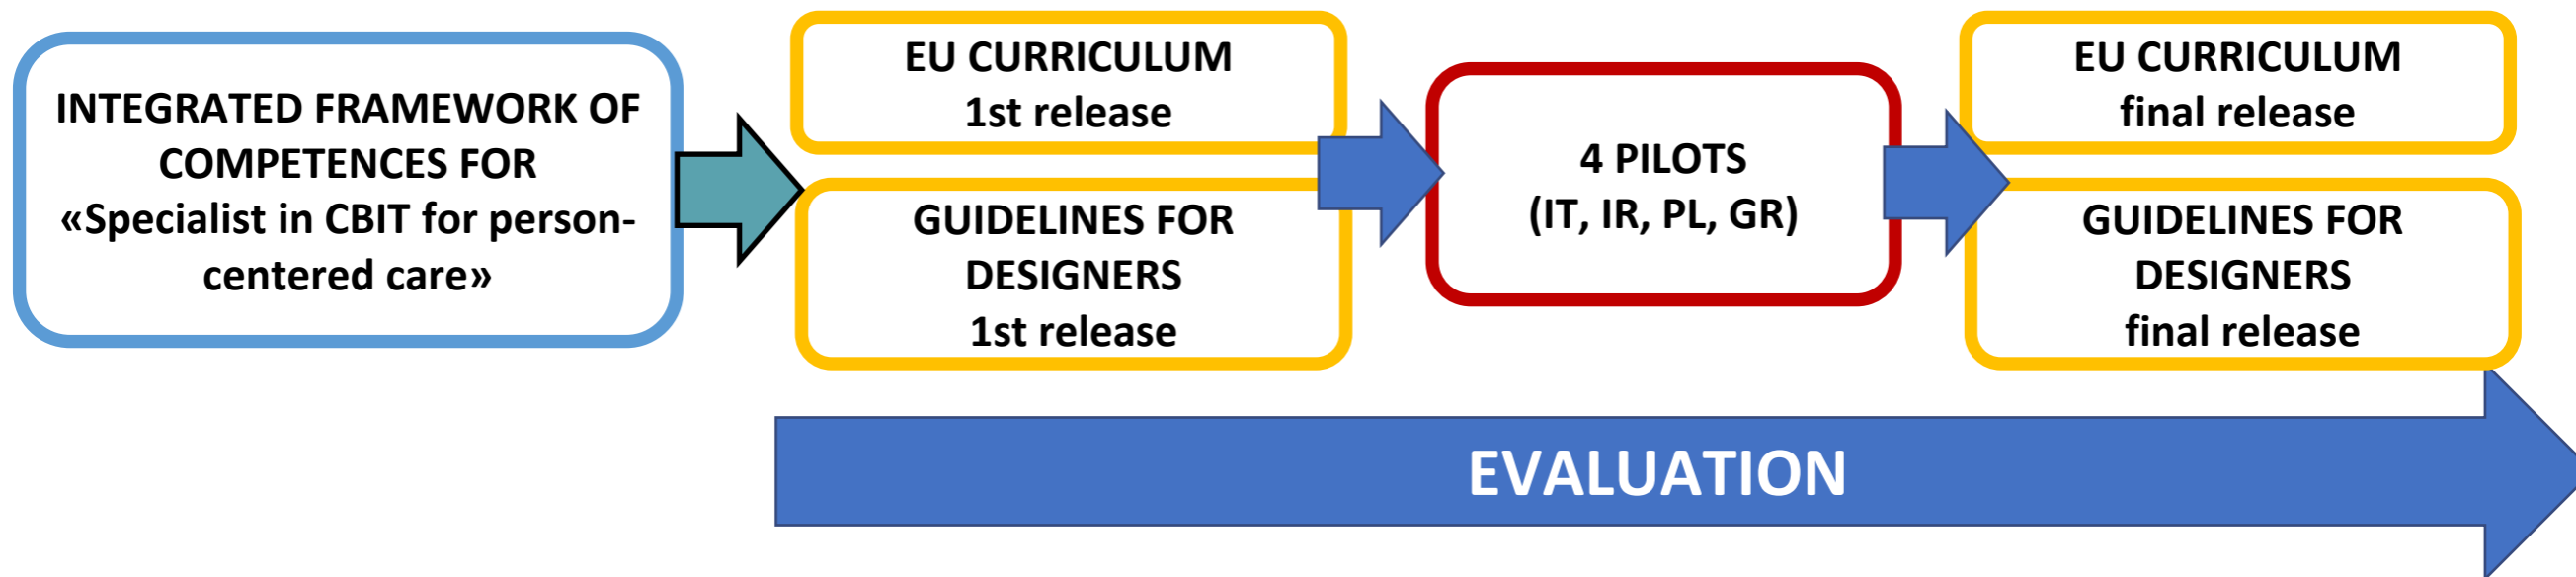 INTEGRATED FRAMEWORK OF
COMPETENCES FOR
«Specialist in CBIT for person-
centered care»
EU CURRICULUM
1st release
GUIDELINES FOR
DESIGNERS
1st release
4 PILOTS
(IT, IR, PL, GR)
EU CURRICULUM
final release
GUIDELINES FOR
DESIGNERS
final release
EVALUATION